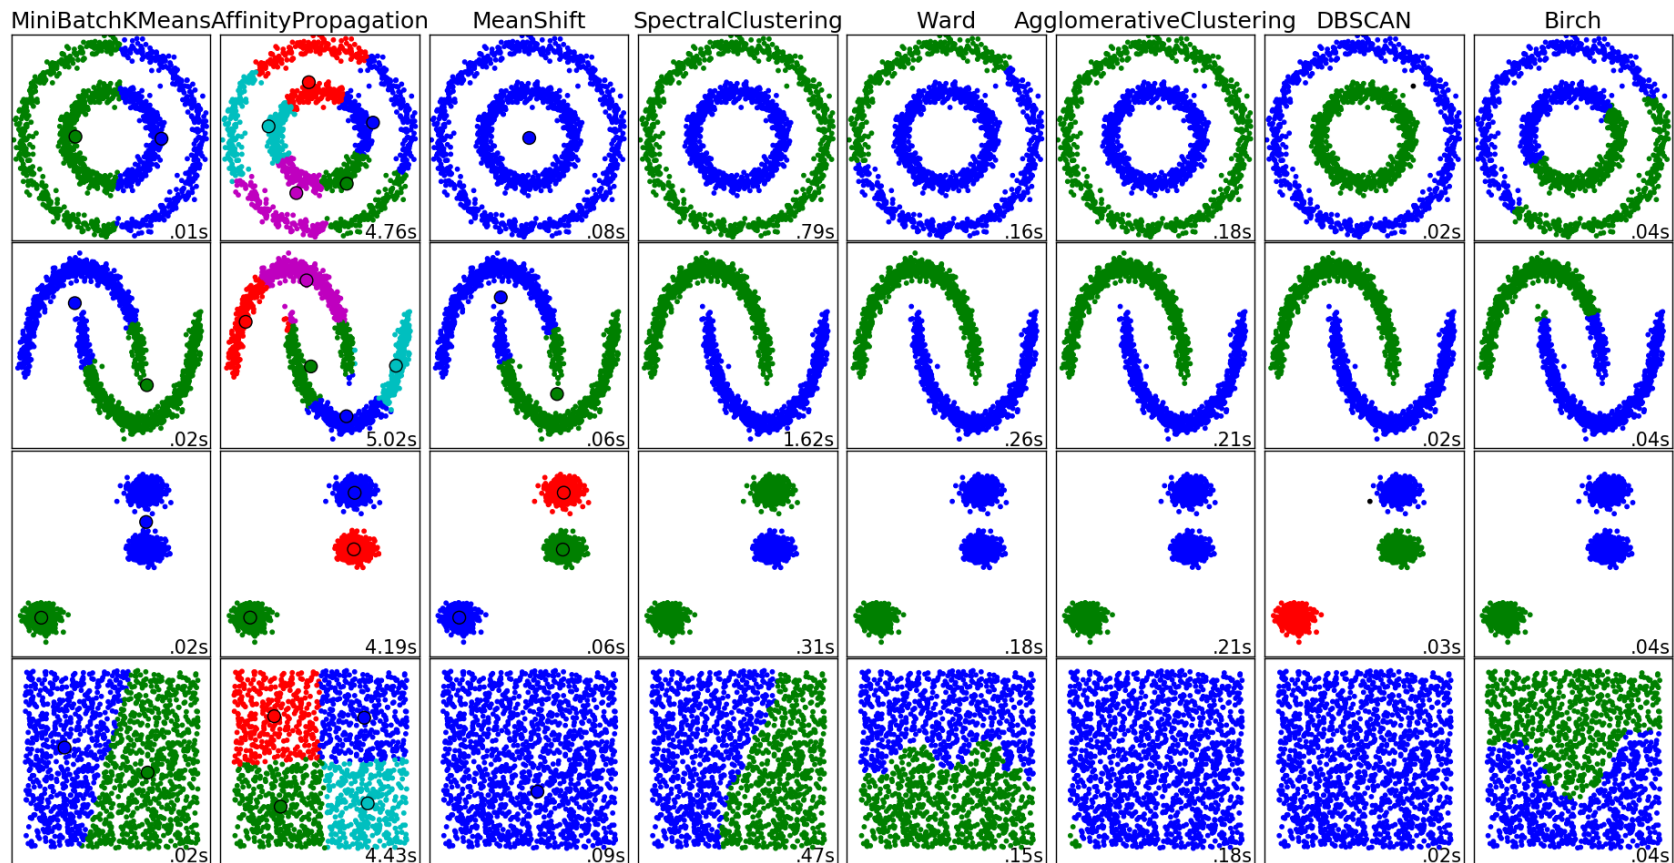 MiniBatchKMeans AffinityPropagation MeanShift SpectralClustering Ward AgglomerativeClustering DBSCAN Birch
.01s 4.76s .08s .79s .16s .18s .02s .04s
.02s 5.02s .06s 1.62s .26s .21s .02s .04s
.02s 4.19s .06s .31s .18s .21s .03s .04s
.02s 4.43s .09s .47s .15s .18s .02s .04s